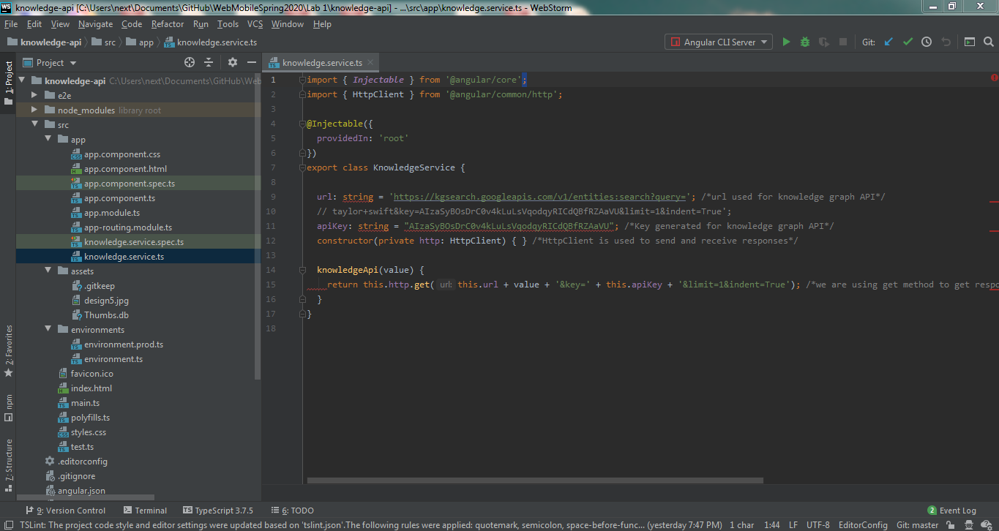 knowledge-api [C:\Users\next\Documents\GitHub\WebMobileSpring2020\Lab 1\knowledge-api] - ...\src\app\knowledge.service.ts - WebStorm
File Edit View Navigate Code Refactor Run Tools VCS Window Help
knowledge-api src app knowledge.service.ts Angular CLI Server Git:
1: Project
Project
knowledge.service.ts
knowledge-api C:\Users\next\Documents\GitHub\Web
e2e
node_modules library root
src
app
app.component.css
app.component.html
app.component.spec.ts
app.component.ts
app.module.ts
app-routing.module.ts
knowledge.service.spec.ts
knowledge.service.ts
assets
.gitkeep
design5.jpg
Thumbs.db
environments
environment.prod.ts
environment.ts
favicon.ico
index.html
main.ts
polyfills.ts
styles.css
test.ts
.editorconfig
.gitignore
angular.json
2: Favorites
npm
7: Structure
1 import { Injectable } from '@angular/core';
2 import { HttpClient } from '@angular/common/http';
3
4 @Injectable({
5 providedIn: 'root'
6 })
7 export class KnowledgeService {
8
9 url: string = 'https://kgsearch.googleapis.com/v1/entities:search?query='; /*url used for knowledge graph API*/
10 // taylor+swift&key=AIzaSyBOsDrC0v4kLuLsVqodqyRICdQBfRZAaVU&limit=1&indent=True';
11 apiKey: string = "AIzaSyBOsDrC0v4kLuLsVqodqyRICdQBfRZAaVU"; /*Key generated for knowledge graph API*/
12 constructor(private http: HttpClient) { } /*HttpClient is used to send and receive responses*/
13
14 knowledgeApi(value) {
15 return this.http.get( url: this.url + value + '&key=' + this.apiKey + '&limit=1&indent=True'); /*we are using get method to get respo
16 }
17 }
18
9: Version Control Terminal TypeScript 3.7.5 6: TODO 2 Event Log
TSLint: The project code style and editor settings were updated based on 'tslint.json'.The following rules were applied: quotemark, semicolon, space-before-func... (yesterday 7:47 PM) 1 char 1:44 LF UTF-8 EditorConfig Git: master